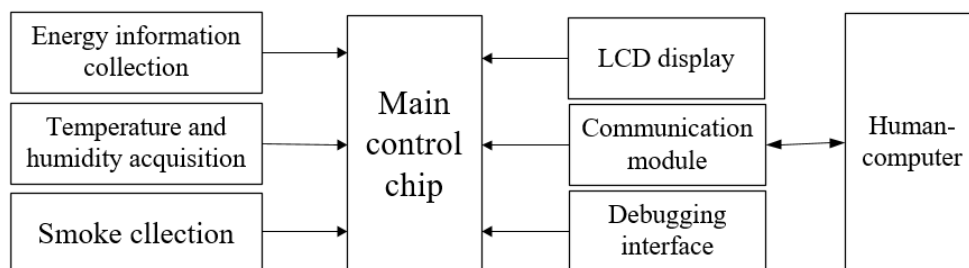 Energy information
collection
Temperature and
humidity acquisition
Smoke cllection
Main
control
chip
LCD display
Communication
module
Debugging
interface
Human-
computer